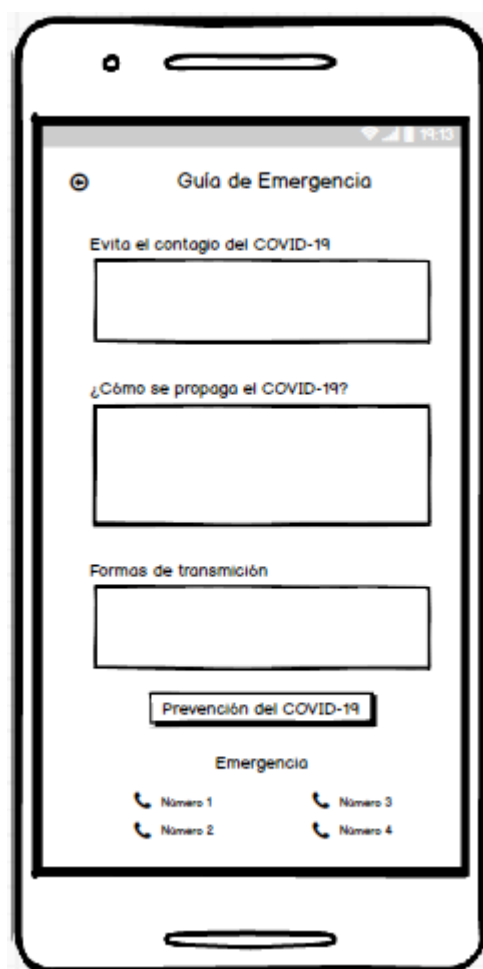 19:13
Guía de Emergencia
Evita el contagio del COVID-19
¿Cómo se propaga el COVID-19?
Formas de transmición
Prevención del COVID-19
Emergencia
Número 1
Número 3
Número 2
Número 4